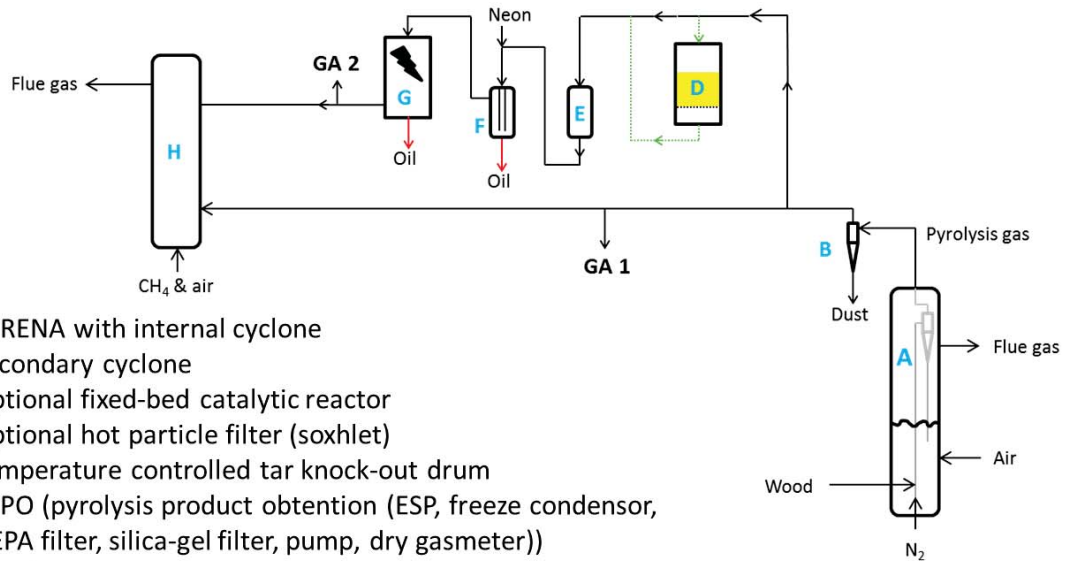 Neon
GA 2
Flue gas
G
F
E
D
H
Oil
Oil
B
Pyrolysis gas
GA 1
CH₄ & air
Dust
A
Flue gas
Air
Wood
N₂
RENA with internal cyclone
condary cyclone
tional fixed-bed catalytic reactor
tional hot particle filter (soxhlet)
mperature controlled tar knock-out drum
PO (pyrolysis product obtention (ESP, freeze condensor,
EPA filter, silica-gel filter, pump, dry gasmeter))